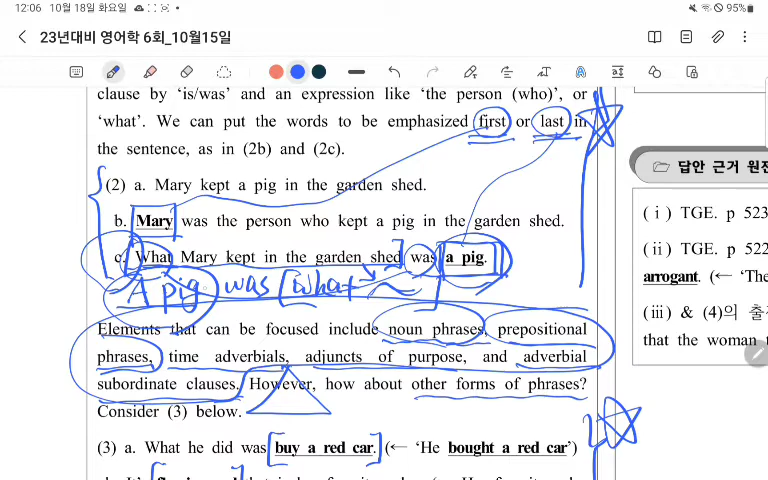 12:06 10월 18일 화요일
95%
23년대비 영어학 6회_10월15일
clause by 'is/was' and an expression like 'the person (who)', or
'what'. We can put the words to be emphasized first or last in
the sentence, as in (2b) and (2c).
(2) a. Mary kept a pig in the garden shed.
b. Mary was the person who kept a pig in the garden shed.
c. What Mary kept in the garden shed was a pig.
A pig was [what
Elements that can be focused include noun phrases, prepositional
phrases, time adverbials, adjuncts of purpose, and adverbial
subordinate clauses. However, how about other forms of phrases?
Consider (3) below.
(3) a. What he did was [buy a red car.] (← 'He bought a red car')
답안 근거 원전
(ⅰ) TGE. p 523
(ⅱ) TGE. p 522
arrogant. (← 'The
(ⅲ) & (4)의 출
that the woman